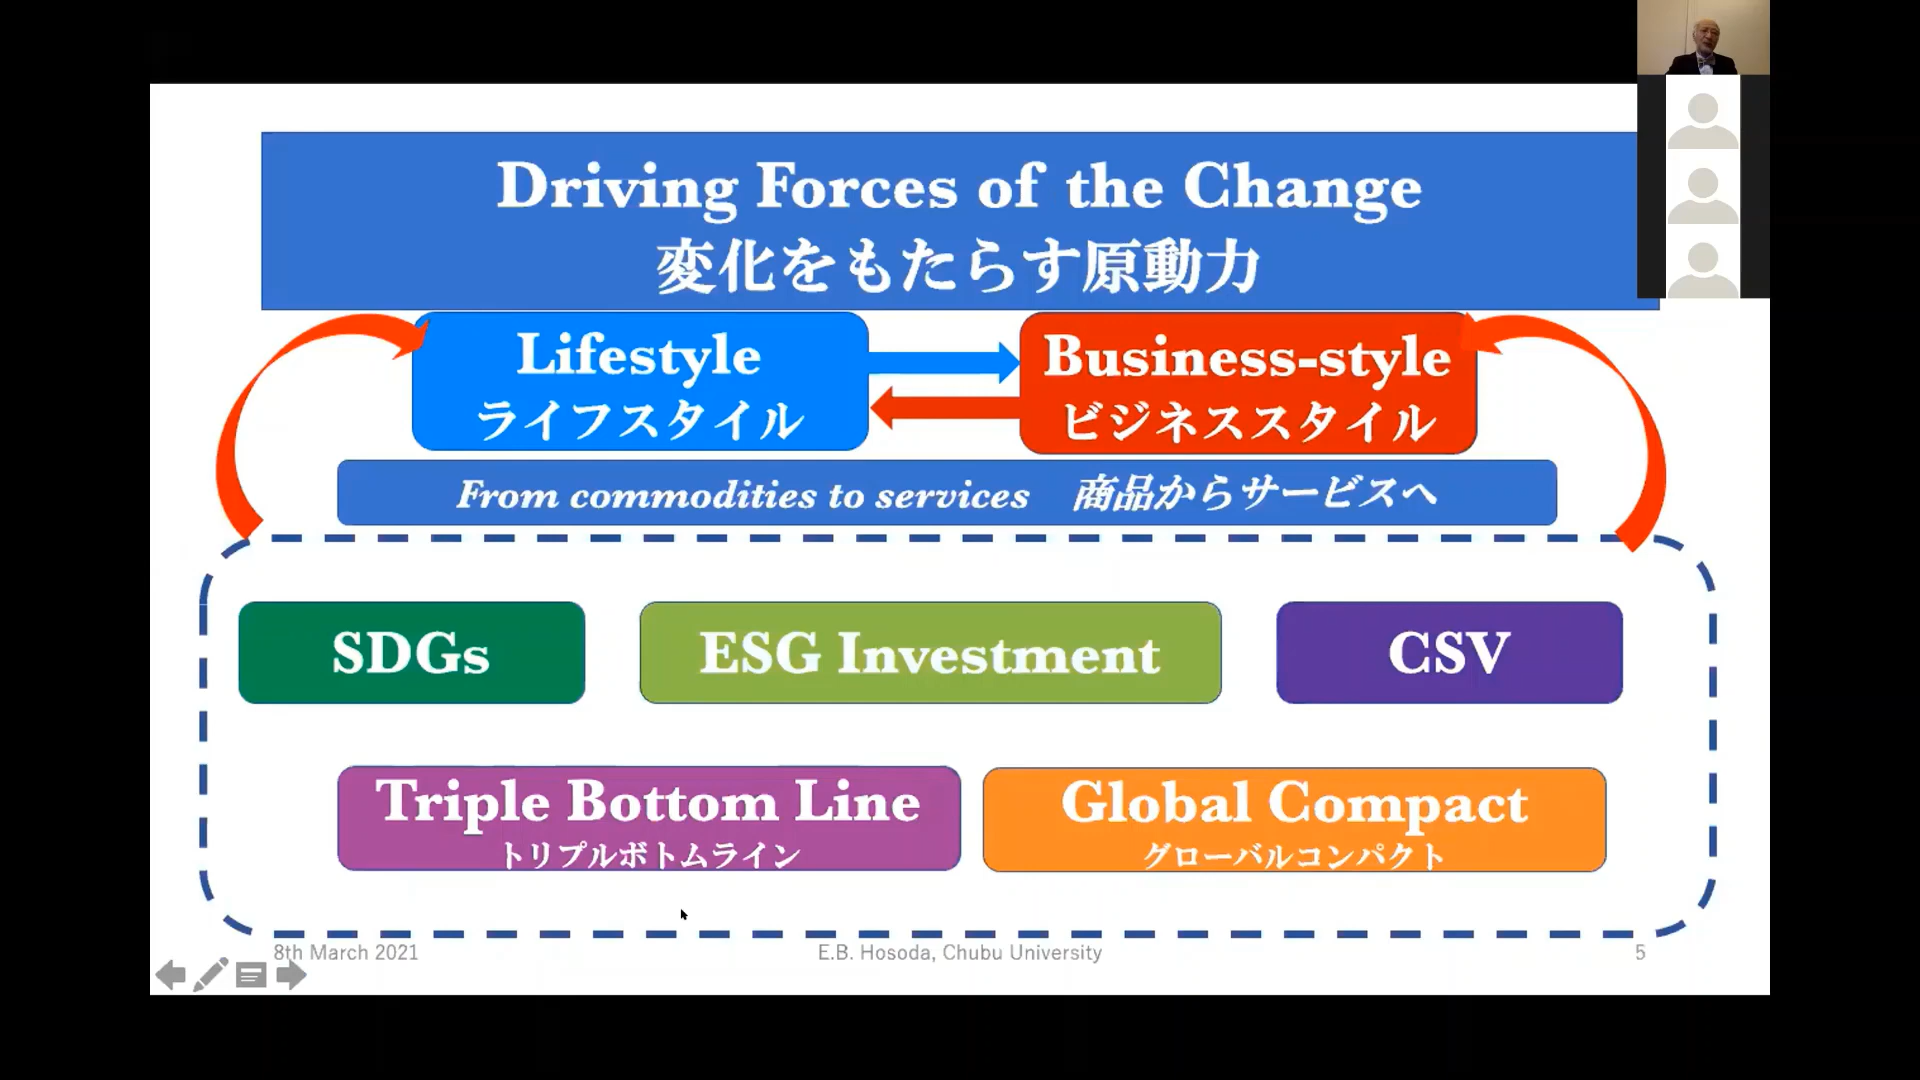 Driving Forces of the Change
変化をもたらす原動力
Lifestyle
ライフスタイル
Business-style
ビジネススタイル
From commodities to services 商品からサービスへ
SDGs
ESG Investment
CSV
Triple Bottom Line
トリプルボトムライン
Global Compact
グローバルコンパクト
8th March 2021
E.B. Hosoda, Chubu University
5